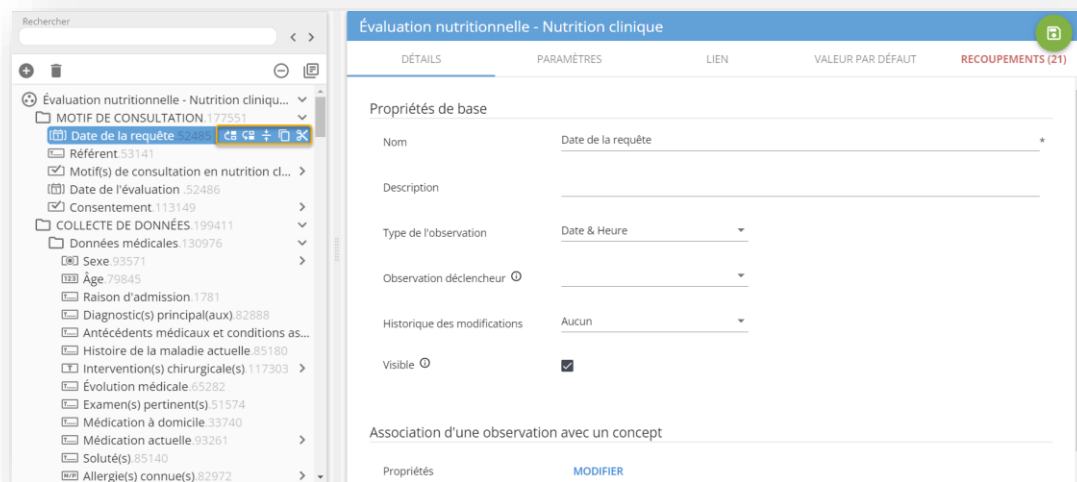 Rechercher
Évaluation nutritionnelle - Nutrition cliniqu...
MOTIF DE CONSULTATION.177551
Date de la requête.52485
Référent.53141
Motif(s) de consultation en nutrition cl...
Date de l'évaluation .52486
Consentement.113149
COLLECTE DE DONNÉES.199411
Données médicales.130976
Sexe.93571
Âge.79845
Raison d'admission.1781
Diagnostic(s) principal(aux).82888
Antécédents médicaux et conditions as...
Histoire de la maladie actuelle.85180
Intervention(s) chirurgicale(s).117303
Évolution médicale.65282
Examen(s) pertinent(s).51574
Médication à domicile.33740
Médication actuelle.93261
Soluté(s).85140
Allergie(s) connue(s).82972
Évaluation nutritionnelle - Nutrition clinique
DÉTAILS PARAMÈTRES LIEN VALEUR PAR DÉFAUT RECOUPEMENTS (21)
Propriétés de base
Nom Date de la requête *
Description
Type de l'observation Date & Heure
Observation déclencheur
Historique des modifications Aucun
Visible
Association d'une observation avec un concept
Propriétés MODIFIER